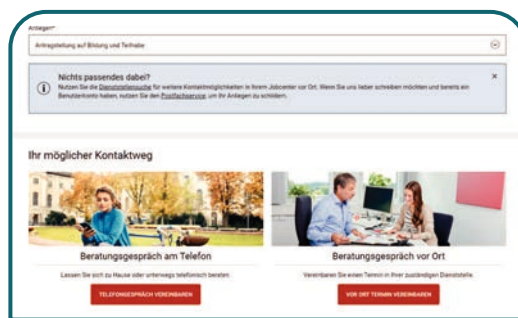 Anliegen*
Antragstellung auf Bildung und Teilhabe
Nichts passendes dabei?
Nutzen Sie die Dienststellensuche für weitere Kontaktmöglichkeiten in Ihrem Jobcenter vor Ort. Wenn Sie uns lieber schreiben möchten und bereits ein
Benutzerkonto haben, nutzen Sie den Postfachservice, um Ihr Anliegen zu schildern.
Ihr möglicher Kontaktweg
Beratungsgespräch am Telefon
Lassen Sie sich zu Hause oder unterwegs telefonisch beraten.
TELEFONGESPRÄCH VEREINBAREN
Beratungsgespräch vor Ort
Vereinbaren Sie einen Termin in Ihrer zuständigen Dienststelle.
VOR ORT TERMIN VEREINBAREN